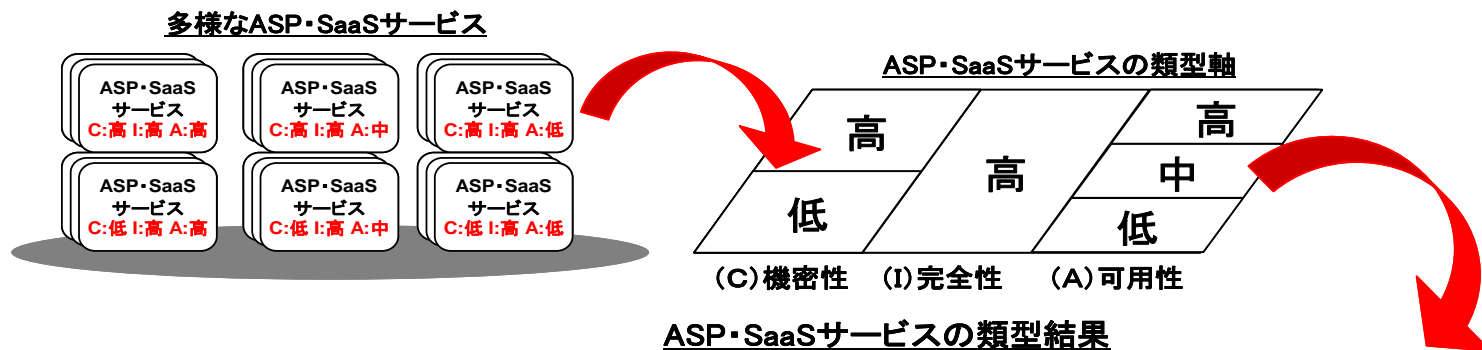 多様なASP・SaaSサービス
ASP・SaaS
サービス
C:高 I:高 A:高
ASP・SaaS
サービス
C:高 I:高 A:中
ASP・SaaS
サービス
C:高 I:高 A:低
ASP・SaaS
サービス
C:低 I:高 A:高
ASP・SaaS
サービス
C:低 I:高 A:中
ASP・SaaS
サービス
C:低 I:高 A:低
ASP・SaaSサービスの類型軸
高
低
高
高
中
低
(C)機密性
(I)完全性
(A)可用性
ASP・SaaSサービスの類型結果